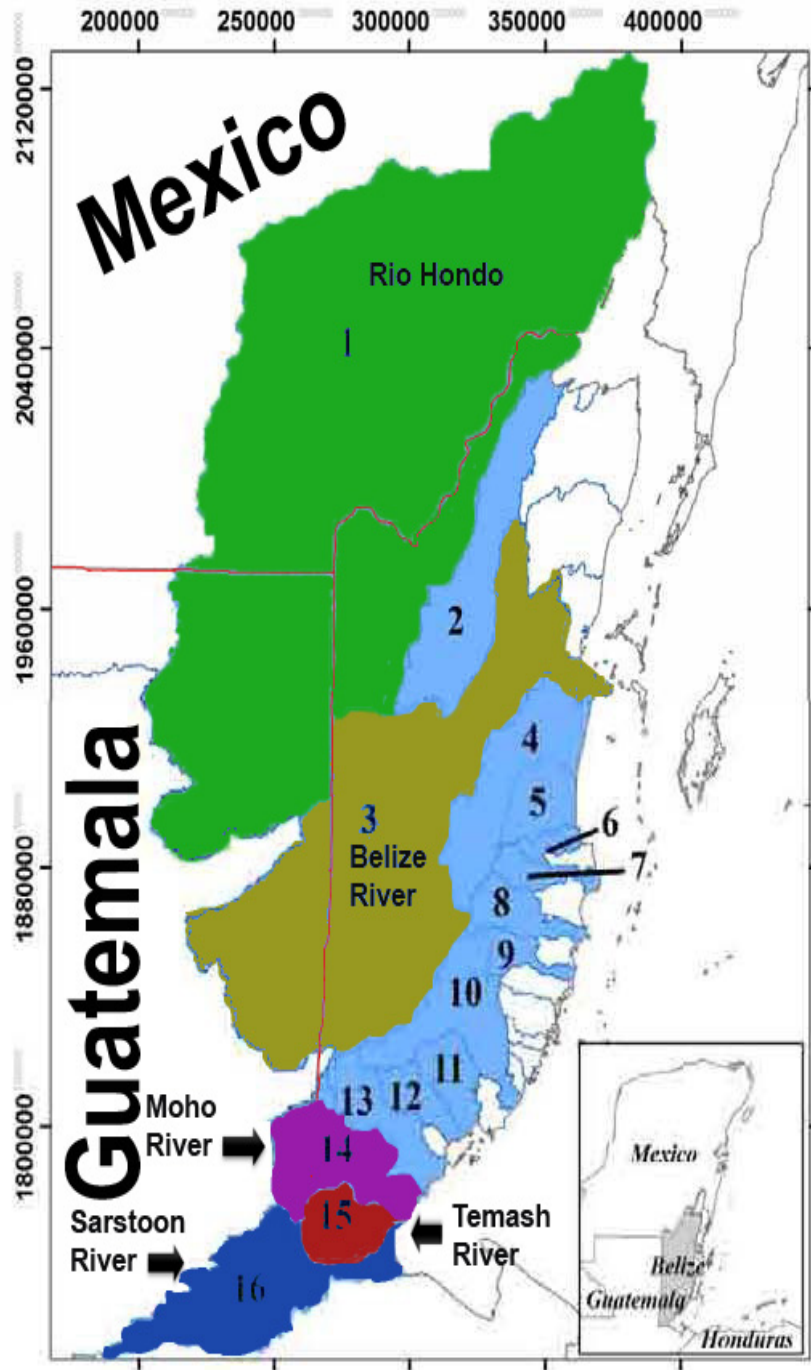 200000 250000 300000 350000 400000
2120000
Mexico
Rio Hondo
1
2040000
2
1960000
4
Guatemala
5
3
6
Belize
River
7
1880000
8
9
10
11
12
13
Moho
River
14
1800000
15
Sarstoon
River
Temash
River
16
Mexico
Belize
Guatemala
Honduras